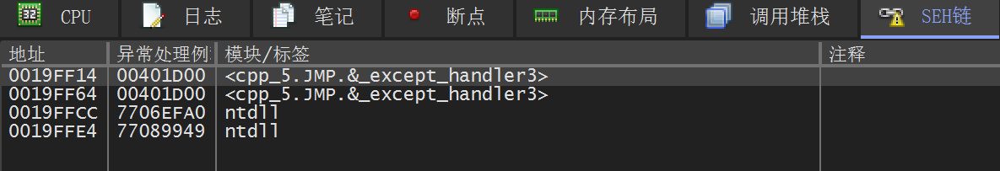 32 CPU 日志 笔记 断点 内存布局 调用堆栈 SEH链
地址 异常处理例 模块/标签 注释
0019FF14 00401D00 <cpp_5.JMP.&_except_handler3>
0019FF64 00401D00 <cpp_5.JMP.&_except_handler3>
0019FFCC 7706EFA0 ntdll
0019FFE4 77089949 ntdll